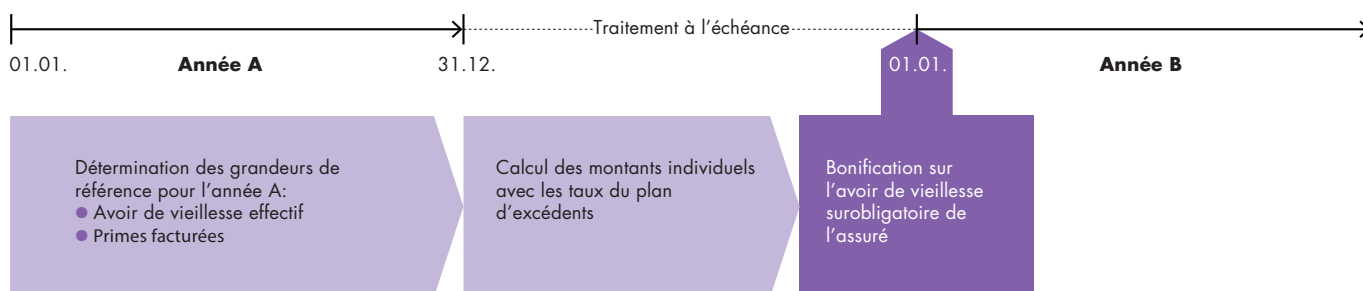 Traitement à l’échéance
01.01.
Année A
31.12.
01.01.
Année B
Détermination des grandeurs de
référence pour l’année A:
● Avoir de vieillesse effectif
● Primes facturées
Calcul des montants individuels
avec les taux du plan
d’excédents
Bonification sur
l’avoir de vieillesse
surobligatoire de
l’assuré